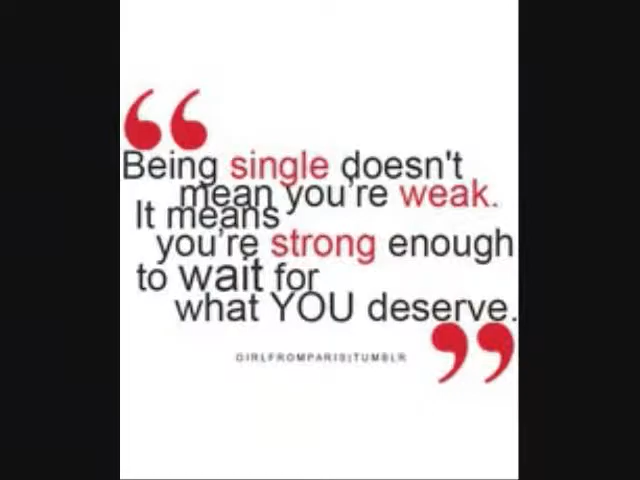 “
Being single doesn't
mean you're weak.
It means
you're strong enough
to wait for
what YOU deserve.
GIRLFROMPARIS|TUMBLR
”